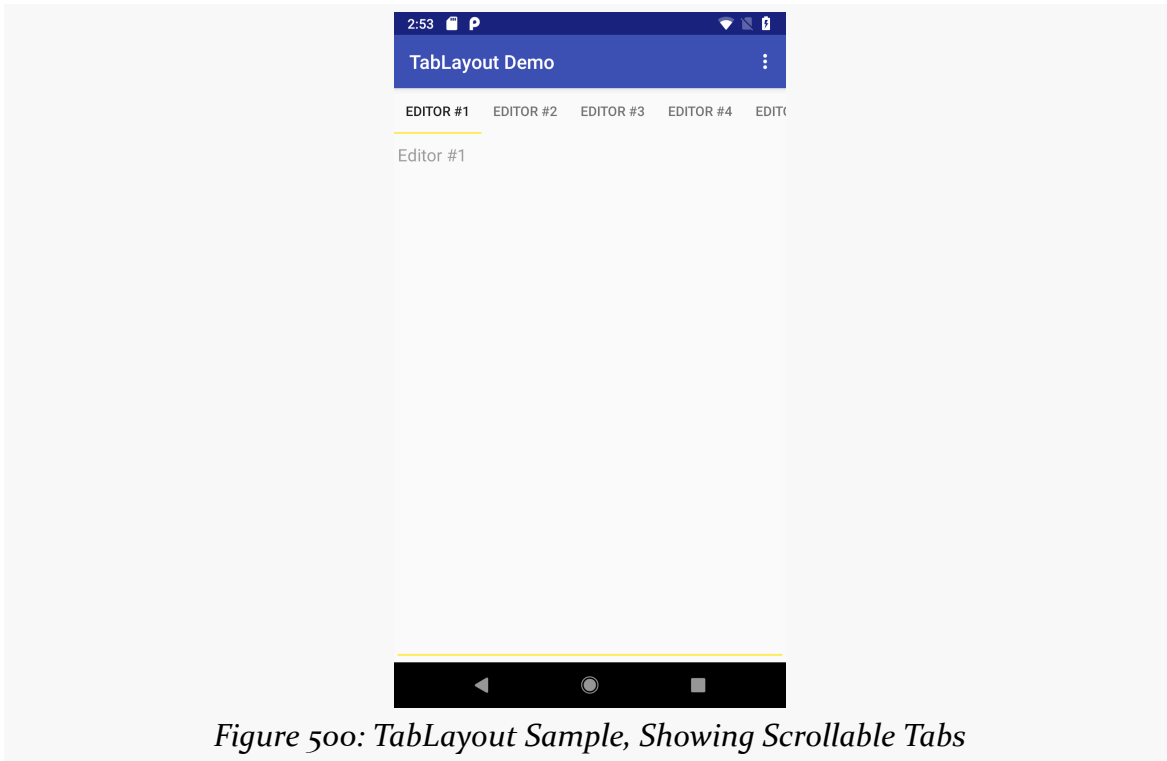 2:53
TabLayout Demo
EDITOR #1 EDITOR #2 EDITOR #3 EDITOR #4 EDIT
Editor #1
Figure 500: TabLayout Sample, Showing Scrollable Tabs